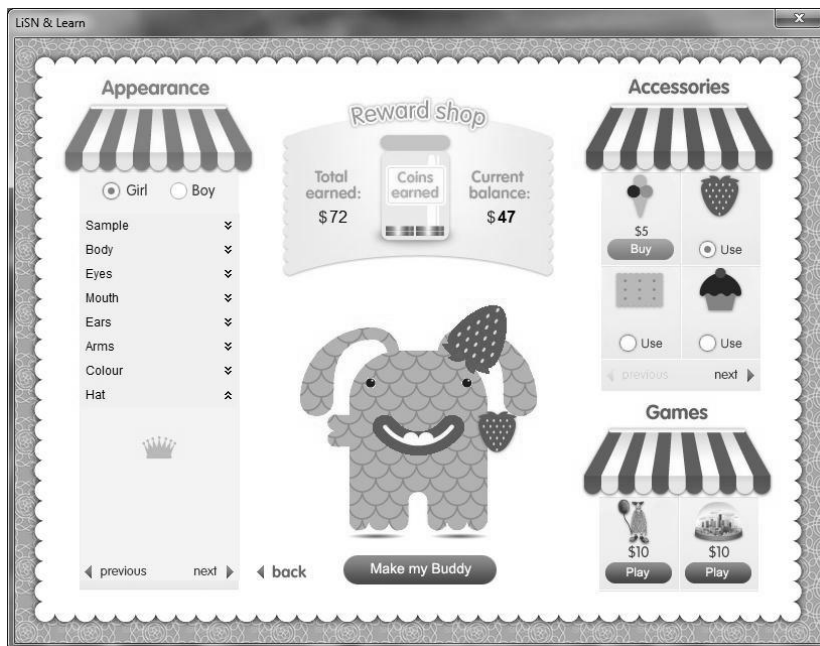 LiSN & Learn
x
Appearance
Girl Boy
Sample
Body
Eyes
Mouth
Ears
Arms
Colour
Hat
previous next
Reward shop
Total
earned:
$72
Coins
earned
Current
balance:
$47
back
Make my Buddy
Accessories
$5
Buy
Use
Use Use
previous next
Games
$10 $10
Play Play